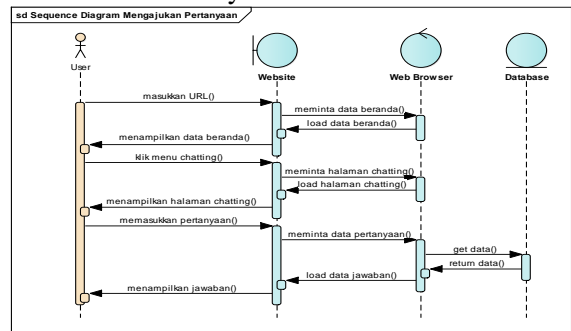 sd Sequence Diagram Mengajukan Pertanyaan
User
Website
Web Browser
Database
masukkan URL()
meminta data beranda()
load data beranda()
menampilkan data beranda()
klik menu chatting()
meminta halaman chatting()
load halaman chatting()
menampilkan halaman chatting()
memasukkan pertanyaan()
meminta data pertanyaan()
get data()
return data()
load data jawaban()
menampilkan jawaban()